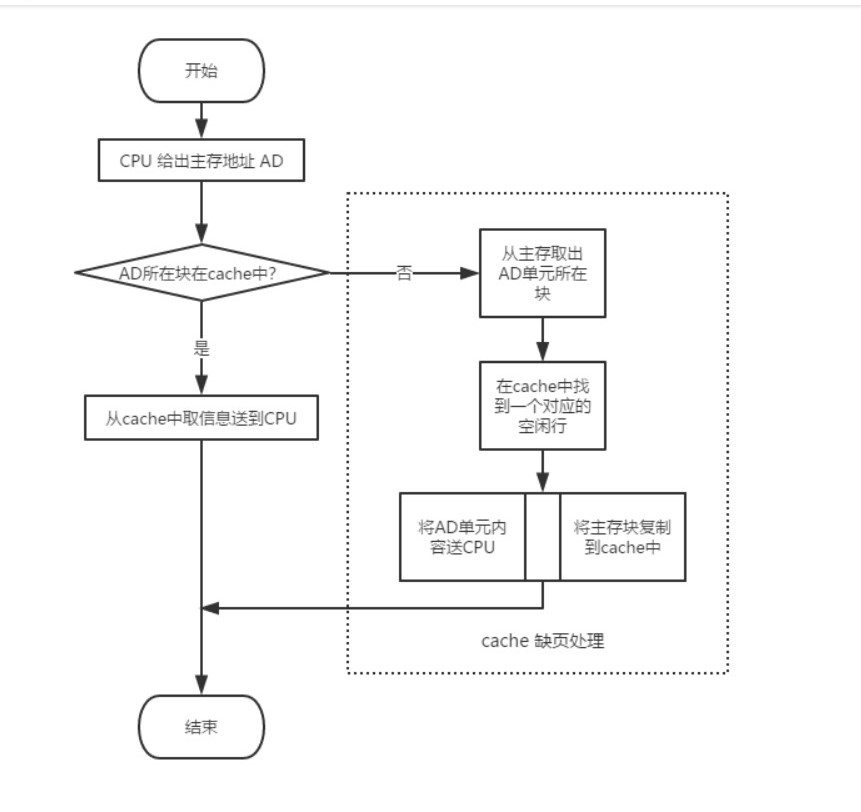 开始
CPU 给出主存地址 AD
AD所在块在cache中？
否
是
从cache中取信息送到CPU
从主存取出
AD单元所在
块
在cache中找
到一个对应的
空闲行
将AD单元内
容送CPU
将主存块复制
到cache中
cache 缺页处理
结束